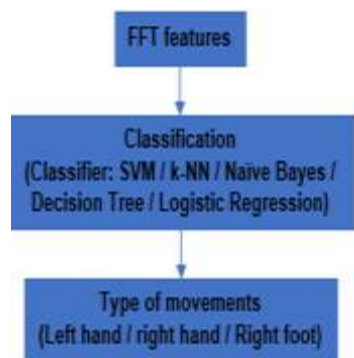 FFT features
Classification
(Classifier: SVM / k-NN / Naïve Bayes /
Decision Tree / Logistic Regression)
Type of movements
(Left hand / right hand / Right foot)